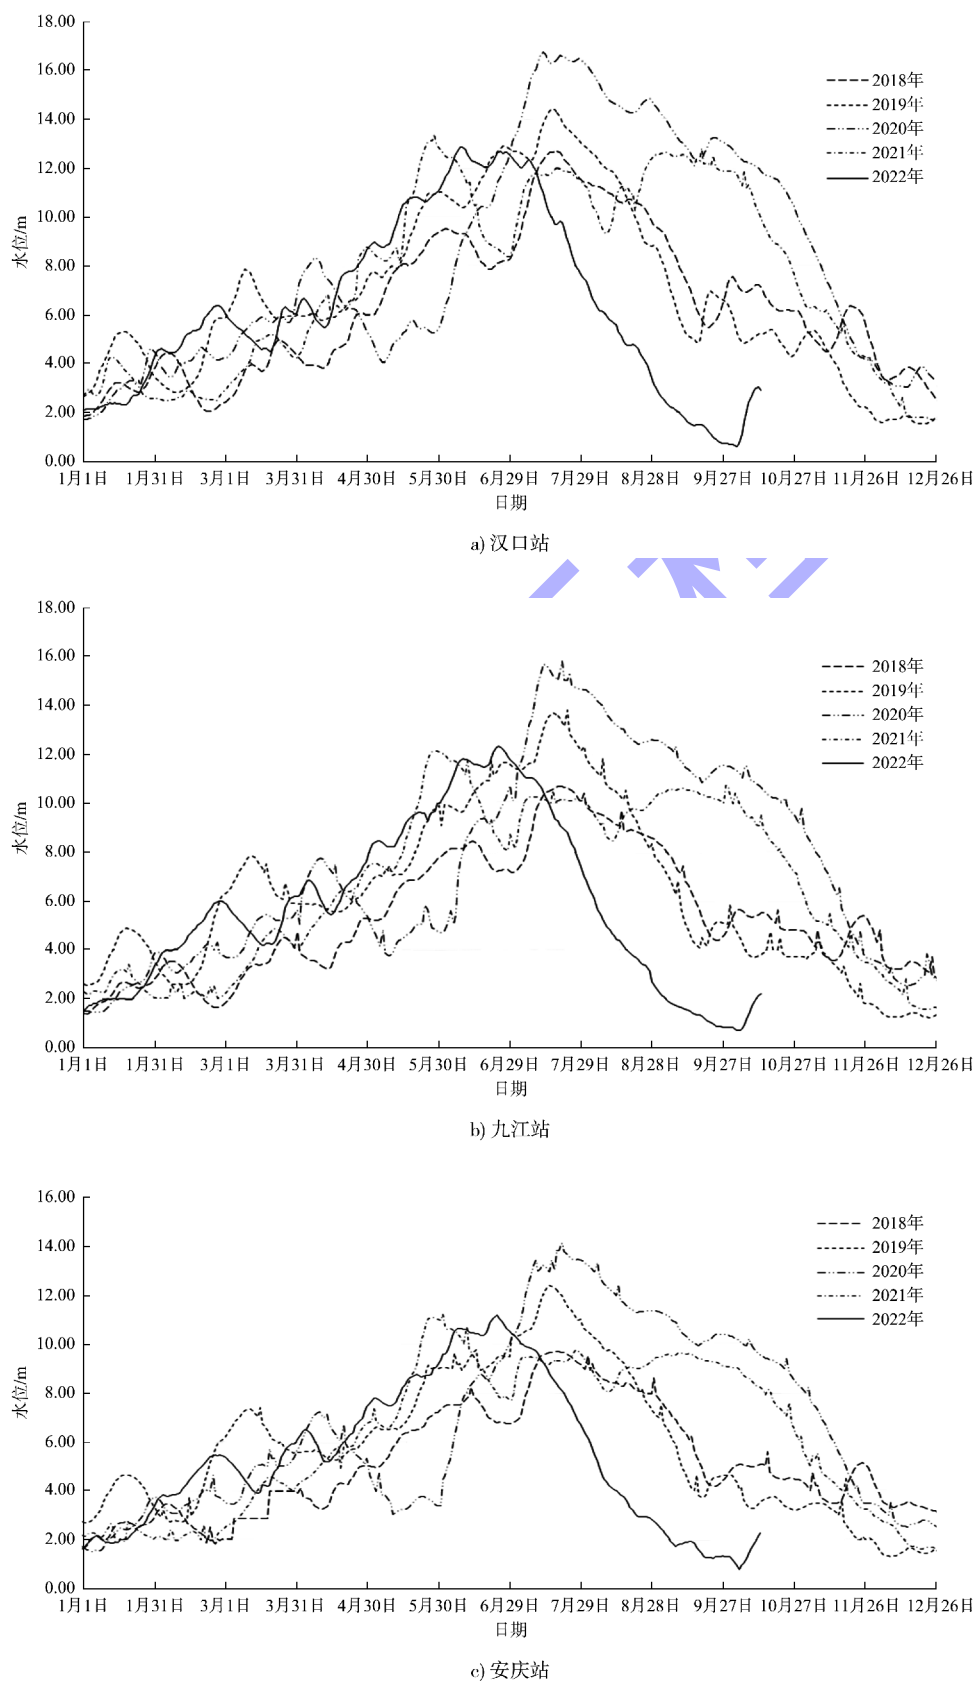 18.00
16.00
14.00
12.00
10.00
8.00
6.00
4.00
2.00
0.00
水位/m
2018年
2019年
2020年
2021年
2022年
1月1日 1月31日 3月1日 3月31日 4月30日 5月30日 6月29日 7月29日 8月28日 9月27日 10月27日 11月26日 12月26日
日期
a) 汉口站
18.00
16.00
14.00
12.00
10.00
8.00
6.00
4.00
2.00
0.00
水位/m
2018年
2019年
2020年
2021年
2022年
1月1日 1月31日 3月1日 3月31日 4月30日 5月30日 6月29日 7月29日 8月28日 9月27日 10月27日 11月26日 12月26日
日期
b) 九江站
16.00
14.00
12.00
10.00
8.00
6.00
4.00
2.00
0.00
水位/m
2018年
2019年
2020年
2021年
2022年
1月1日 1月31日 3月1日 3月31日 4月30日 5月30日 6月29日 7月29日 8月28日 9月27日 10月27日 11月26日 12月26日
日期
c) 安庆站